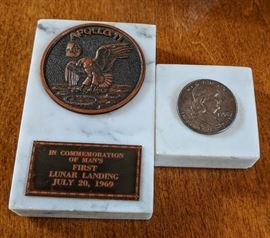 APOLLO 11
IN COMMEMORATION
OF MAN'S
FIRST
LUNAR LANDING
JULY 20, 1969